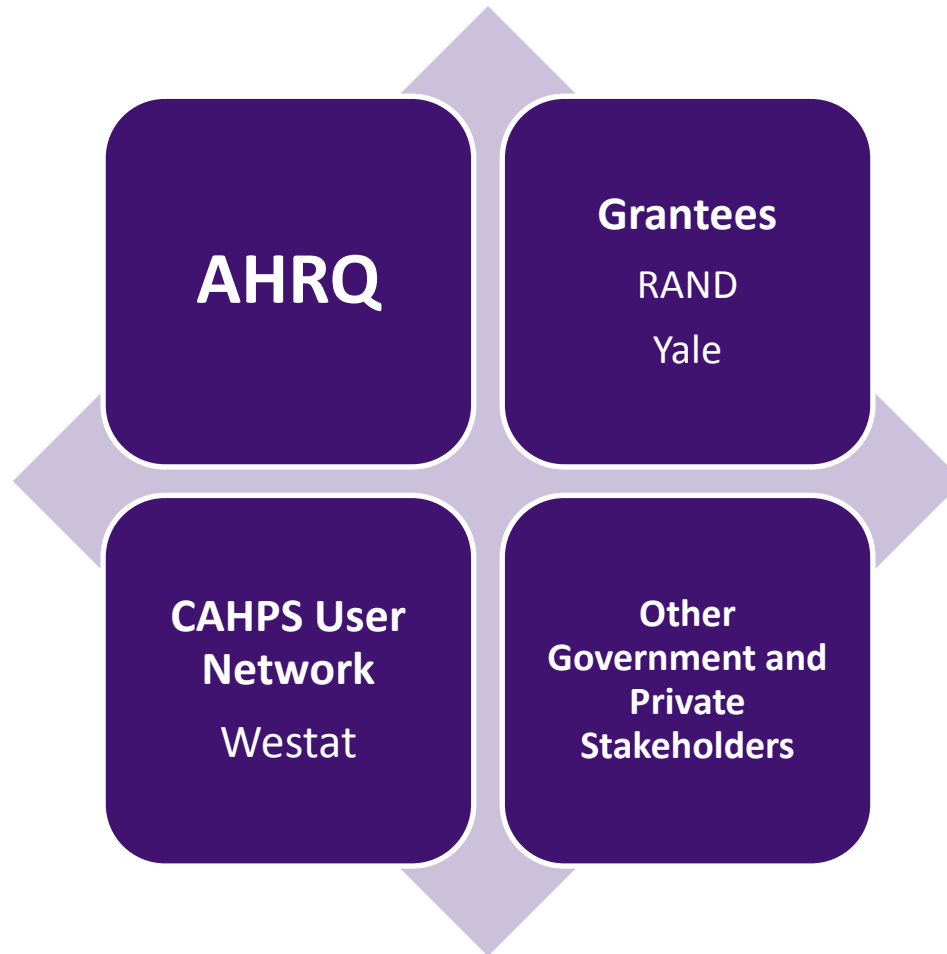 AHRQ
Grantees
RAND
Yale
CAHPS User
Network
Westat
Other
Government and
Private
Stakeholders